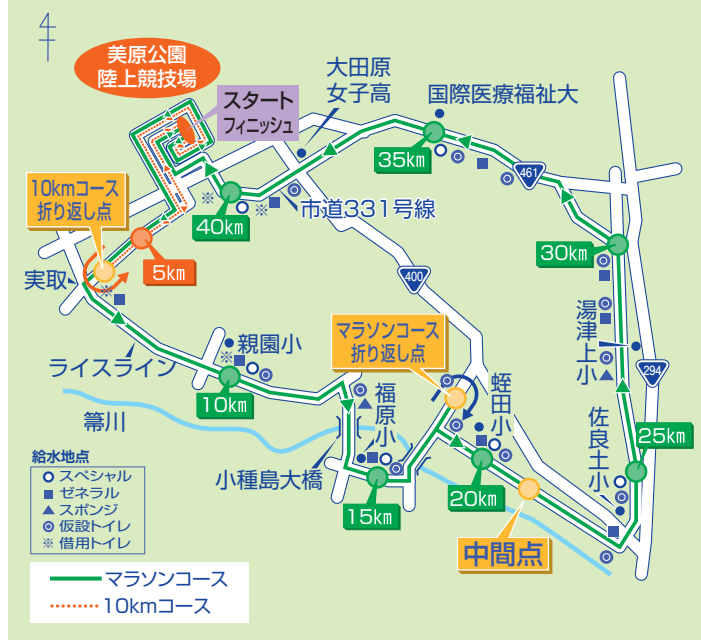 美原公園
陸上競技場
スタート
フィニッシュ
大田原
女子高
国際医療福祉大
35km
461
10kmコース
折り返し点
40km
市道331号線
30km
5km
実取
400
マラソンコース
折り返し点
湯津上小
294
ライスライン
親園小
10km
福原小
蛭田小
佐良土小
25km
箒川
小種島大橋
15km
20km
中間点
給水地点
スペシャル
ゼネラル
スポンジ
仮設トイレ
※ 借用トイレ
マラソンコース
10kmコース